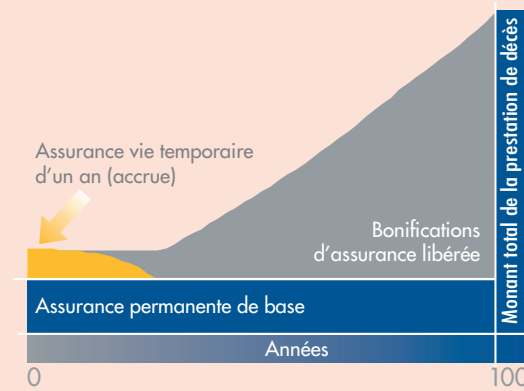 Assurance vie temporaire
d’un an (accrue)
Bonifications
d’assurance libérée
Monant total de la prestation de décès
Assurance permanente de base
Années
0
100